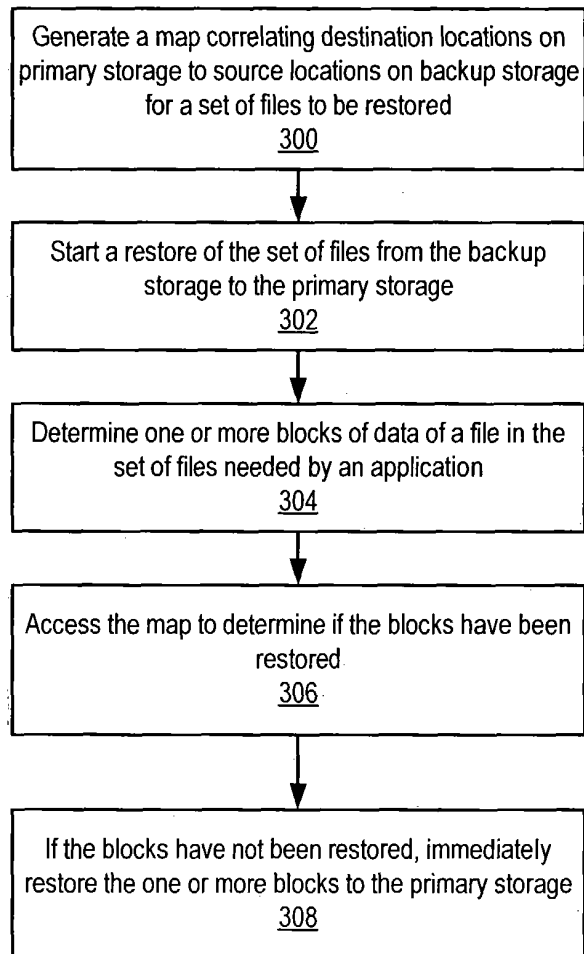 Generate a map correlating destination locations on
primary storage to source locations on backup storage
for a set of files to be restored
300
Start a restore of the set of files from the backup
storage to the primary storage
302
Determine one or more blocks of data of a file in the
set of files needed by an application
304
Access the map to determine if the blocks have been
restored
306
If the blocks have not been restored, immediately
restore the one or more blocks to the primary storage
308